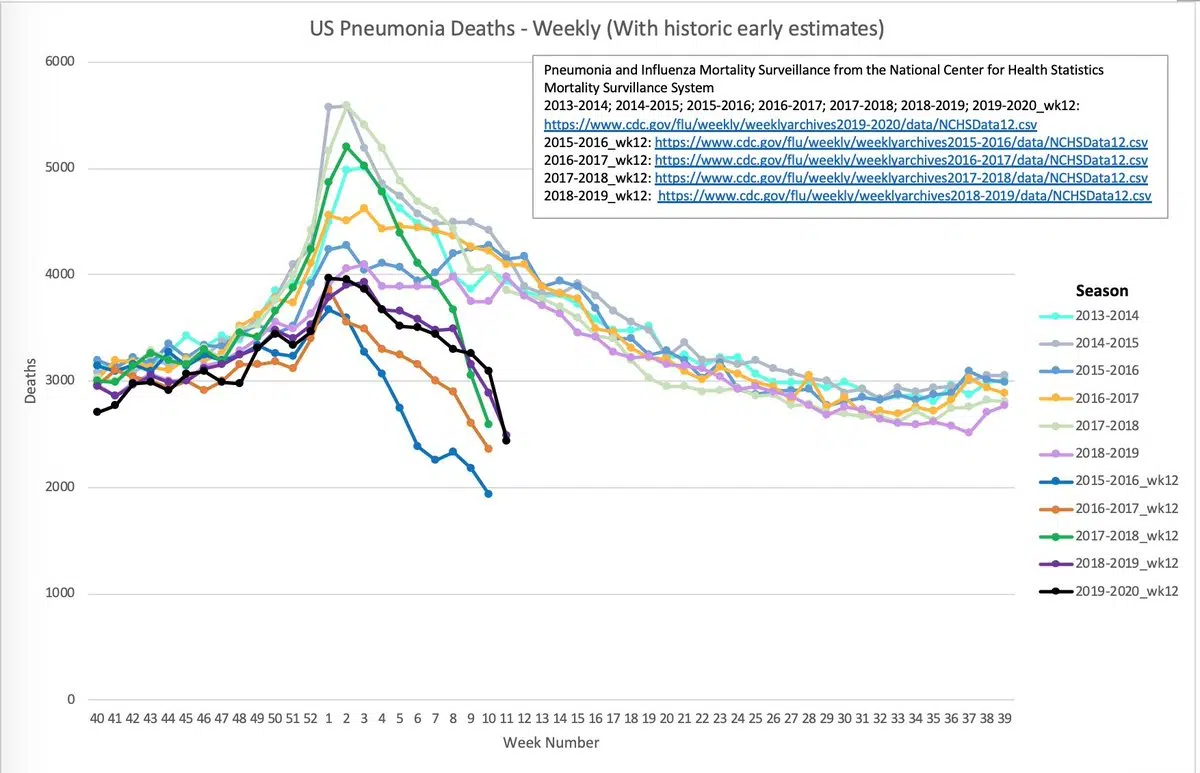 US Pneumonia Deaths - Weekly (With historic early estimates)
Pneumonia and Influenza Mortality Surveillance from the National Center for Health Statistics
Mortality Survillance System
2013-2014; 2014-2015; 2015-2016; 2016-2017; 2017-2018; 2018-2019; 2019-2020_wk12:
https://www.cdc.gov/flu/weekly/weeklyarchives2019-2020/data/NCHSData12.csv
2015-2016_wk12: https://www.cdc.gov/flu/weekly/weeklyarchives2015-2016/data/NCHSData12.csv
2016-2017_wk12: https://www.cdc.gov/flu/weekly/weeklyarchives2016-2017/data/NCHSData12.csv
2017-2018_wk12: https://www.cdc.gov/flu/weekly/weeklyarchives2017-2018/data/NCHSData12.csv
2018-2019_wk12: https://www.cdc.gov/flu/weekly/weeklyarchives2018-2019/data/NCHSData12.csv
6000
5000
4000
3000
2000
1000
0
Deaths
Season
2013-2014
2014-2015
2015-2016
2016-2017
2017-2018
2018-2019
2015-2016_wk12
2016-2017_wk12
2017-2018_wk12
2018-2019_wk12
2019-2020_wk12
40 41 42 43 44 45 46 47 48 49 50 51 52 1 2 3 4 5 6 7 8 9 10 11 12 13 14 15 16 17 18 19 20 21 22 23 24 25 26 27 28 29 30 31 32 33 34 35 36 37 38 39
Week Number